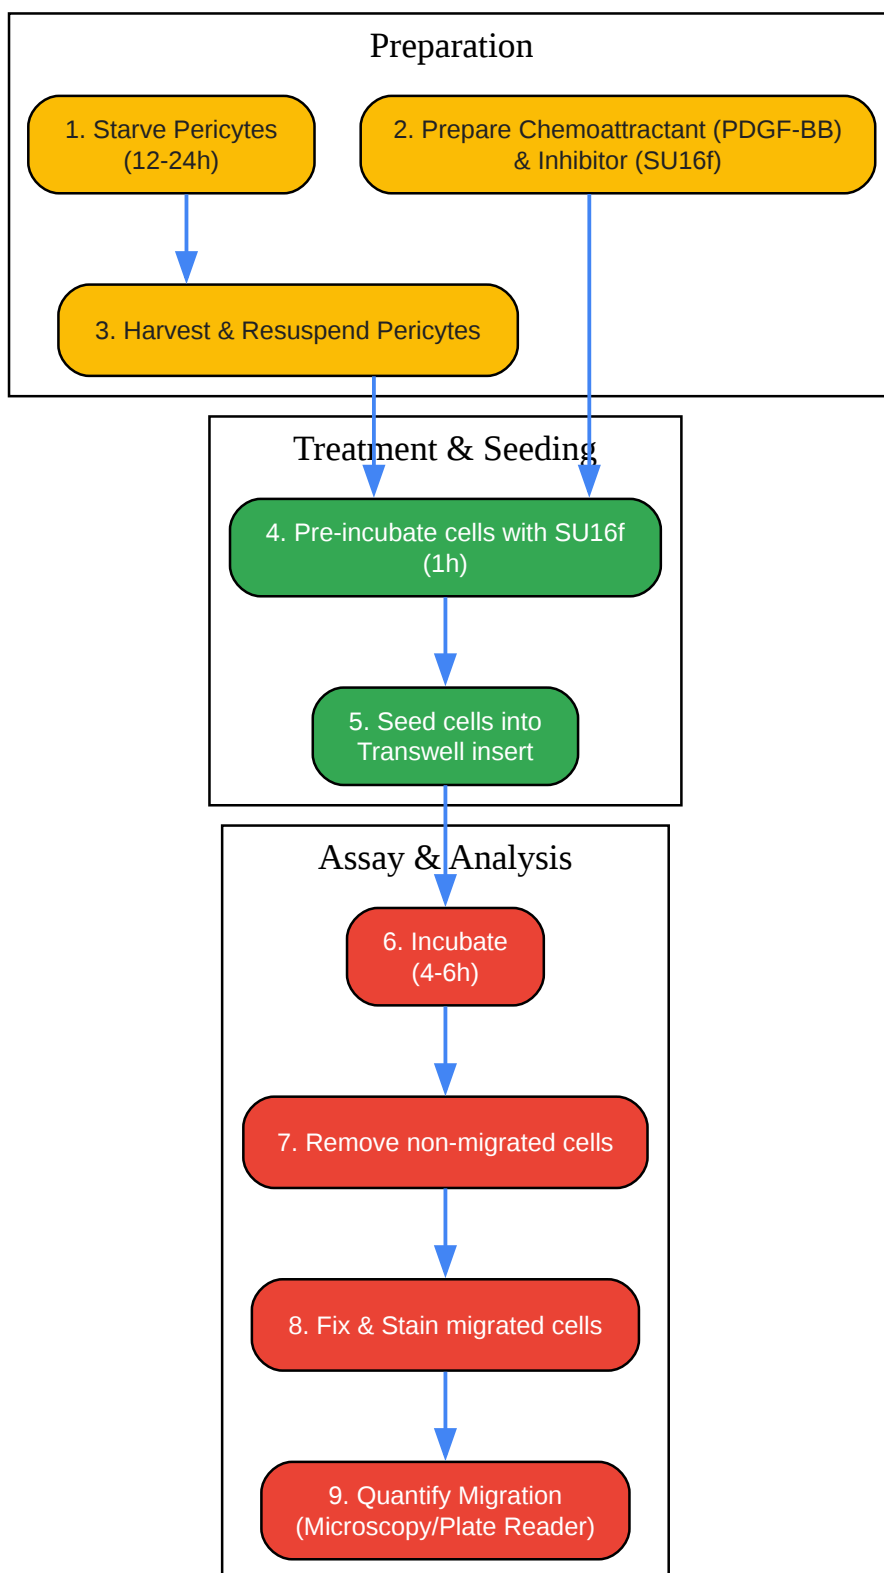 Preparation
1. Starve Pericytes
(12-24h)
2. Prepare Chemoattractant (PDGF-BB)
& Inhibitor (SU16f)
3. Harvest & Resuspend Pericytes
Treatment & Seeding
4. Pre-incubate cells with SU16f
(1h)
5. Seed cells into
Transwell insert
Assay & Analysis
6. Incubate
(4-6h)
7. Remove non-migrated cells
8. Fix & Stain migrated cells
9. Quantify Migration
(Microscopy/Plate Reader)